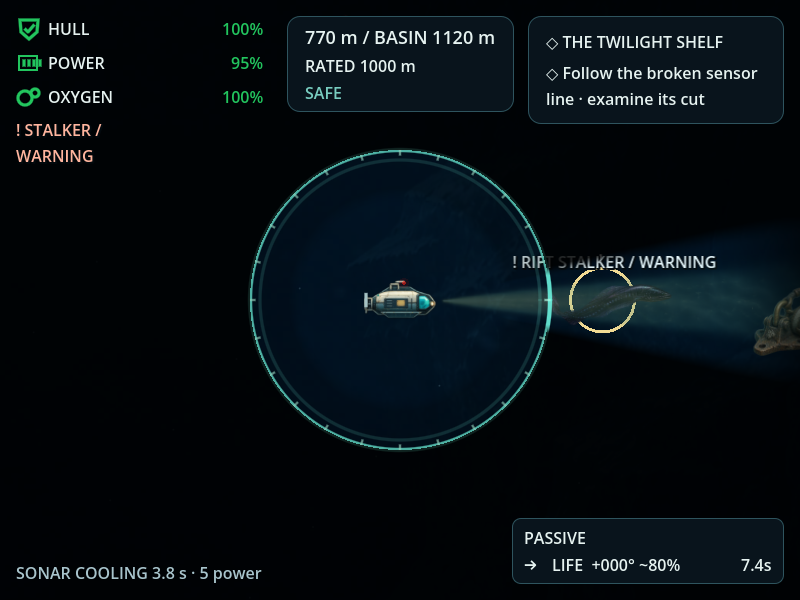 HULL 100%
POWER 95%
OXYGEN 100%
! STALKER /
WARNING
770 m / BASIN 1120 m
RATED 1000 m
SAFE
◇ THE TWILIGHT SHELF
◇ Follow the broken sensor
line · examine its cut
! RIFT STALKER / WARNING
SONAR COOLING 3.8 s · 5 power
PASSIVE
→ LIFE +000° ~80% 7.4s